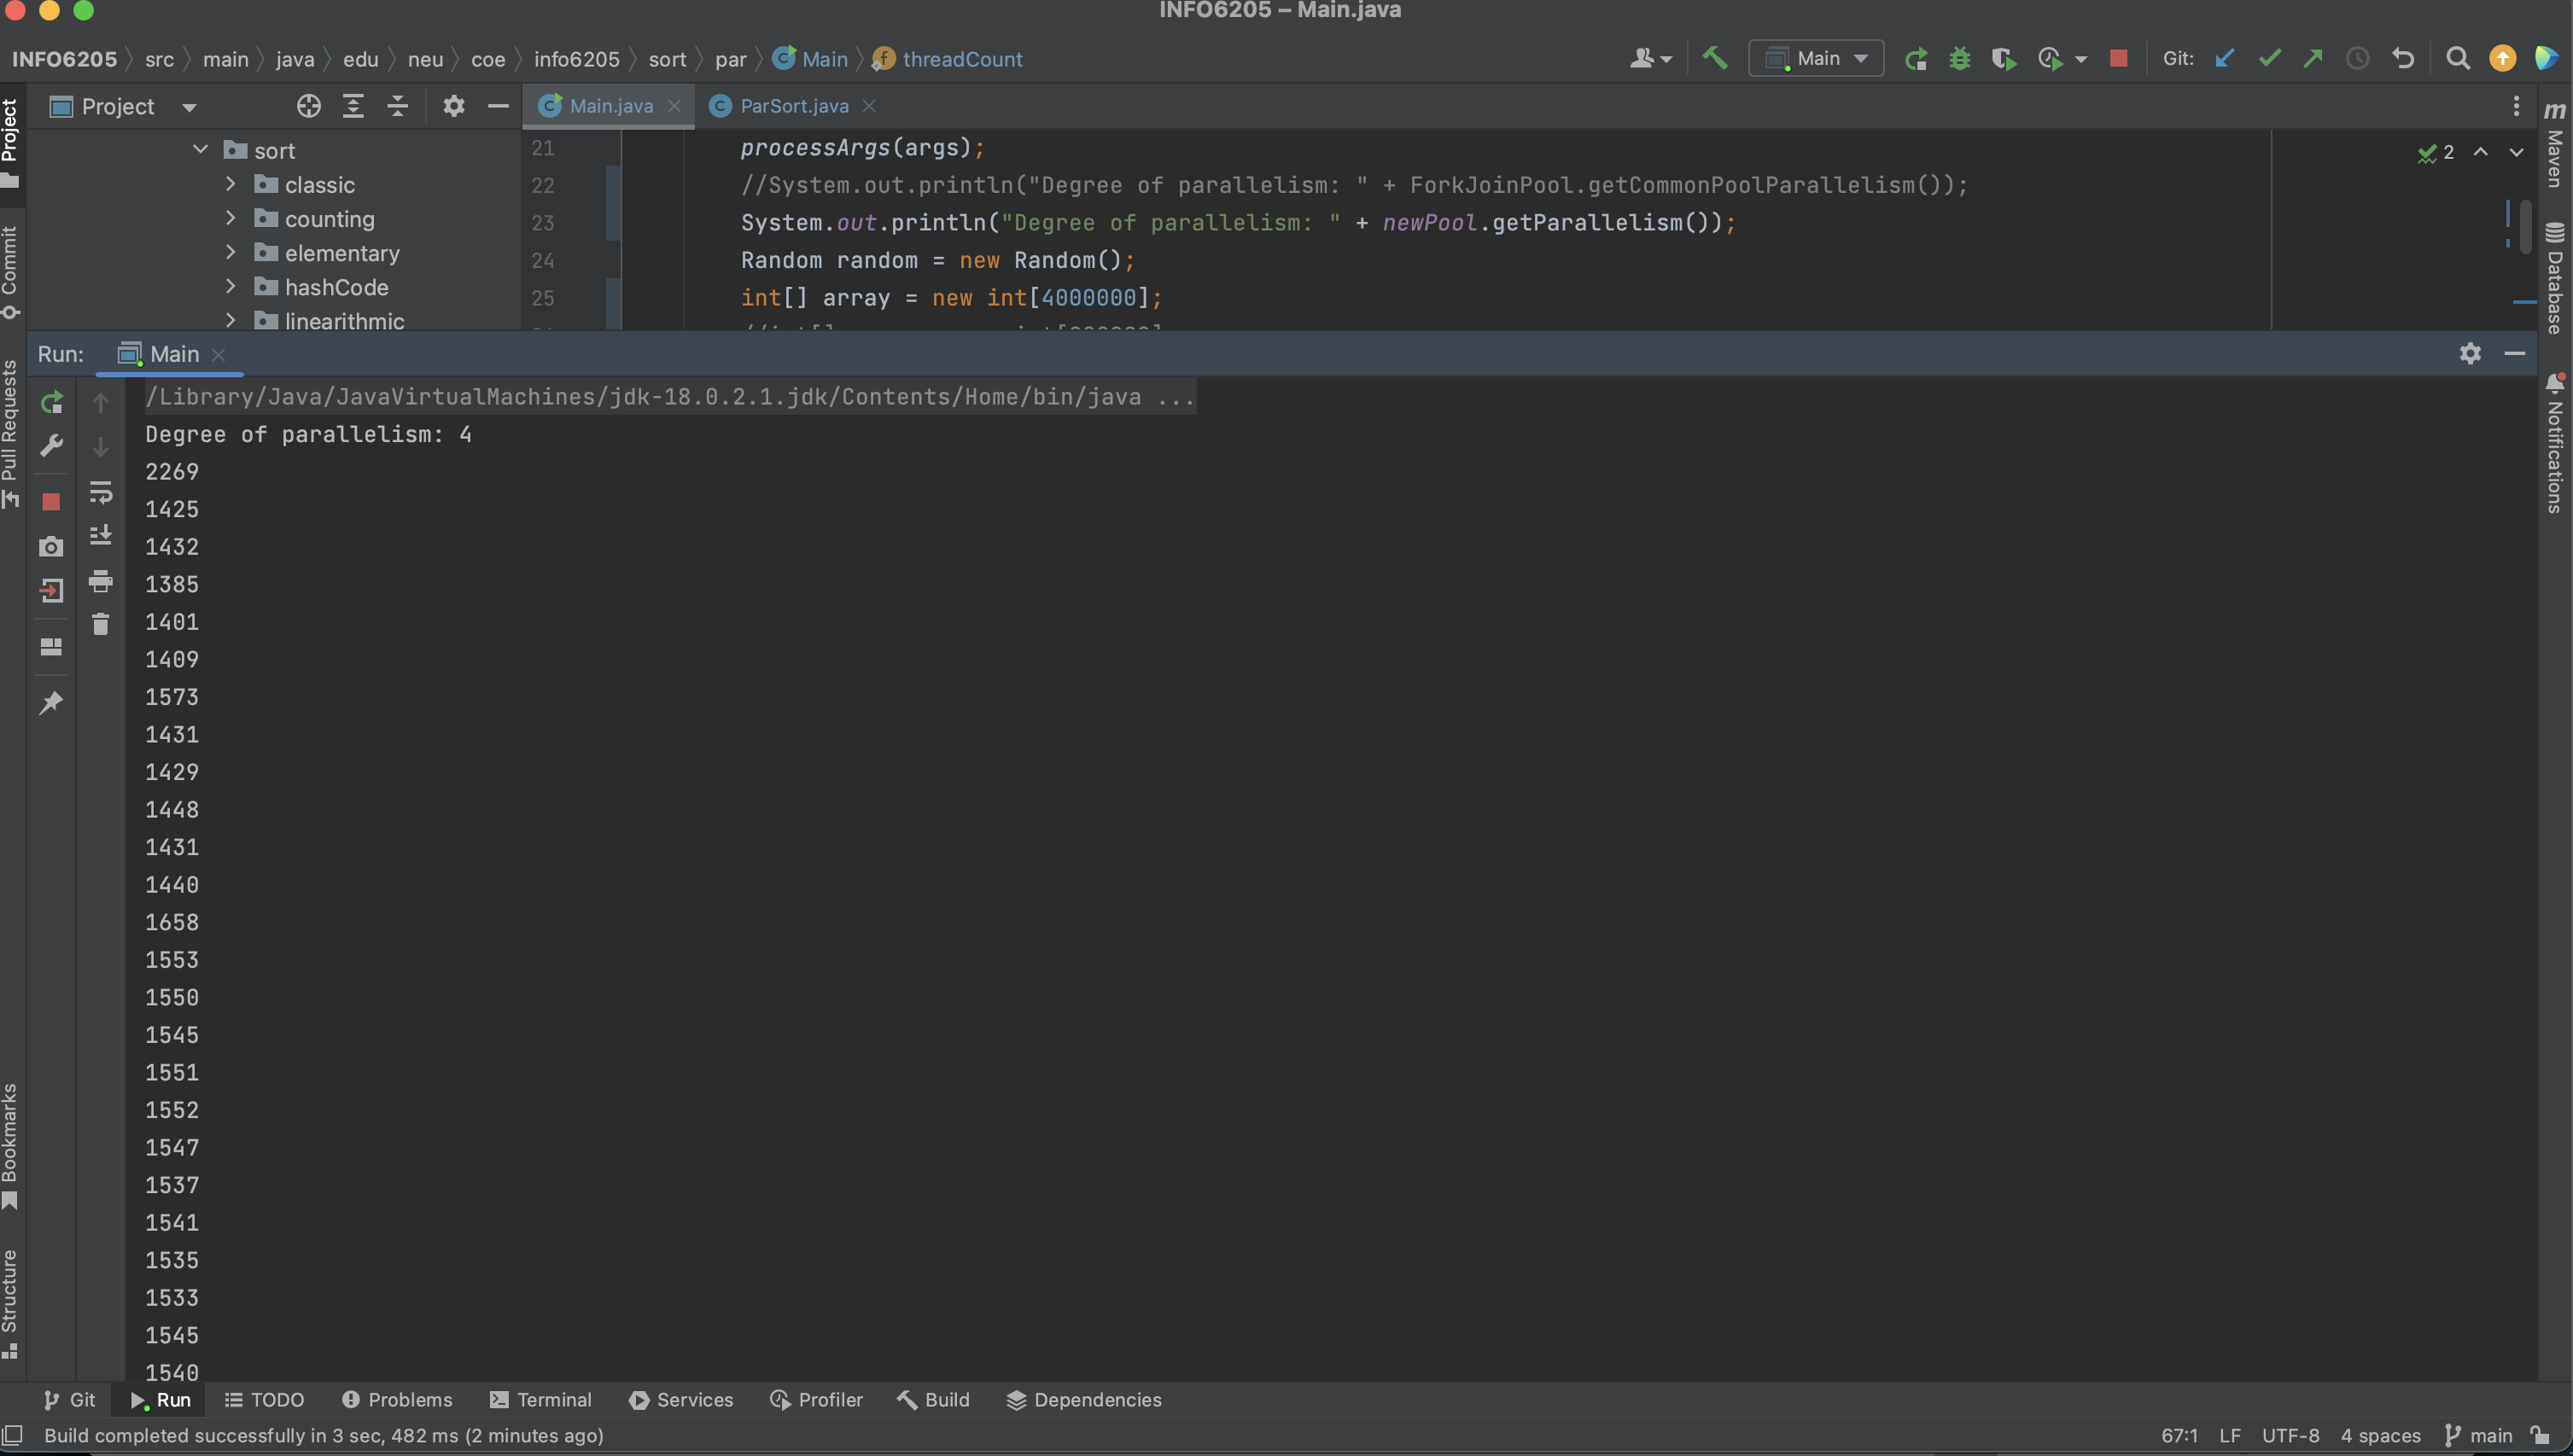 INFO6205 – Main.java
INFO6205 src main java edu neu coe info6205 sort par Main threadCount
Main Git:
Project
Main.java ParSort.java
sort
classic
counting
elementary
hashCode
linearithmic
21 processArgs(args);
22 //System.out.println("Degree of parallelism: " + ForkJoinPool.getCommonPoolParallelism());
23 System.out.println("Degree of parallelism: " + newPool.getParallelism());
24 Random random = new Random();
25 int[] array = new int[4000000];
2
Run: Main
/Library/Java/JavaVirtualMachines/jdk-18.0.2.1.jdk/Contents/Home/bin/java ...
Degree of parallelism: 4
2269
1425
1432
1385
1401
1409
1573
1431
1429
1448
1431
1440
1658
1553
1550
1545
1551
1552
1547
1537
1541
1535
1533
1545
1540
Project
Commit
Pull Requests
Bookmarks
Structure
m
Maven
Database
Notifications
Git Run TODO Problems Terminal Services Profiler Build Dependencies
Build completed successfully in 3 sec, 482 ms (2 minutes ago)
67:1 LF UTF-8 4 spaces main